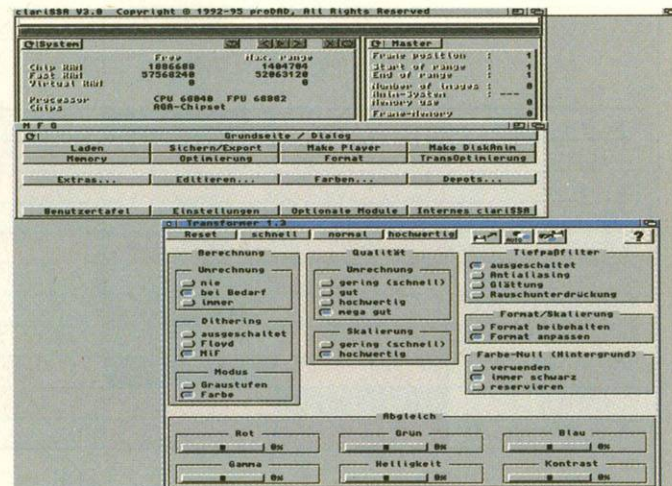 clariSSA V3.0 Copyright © 1992-95 proDAD, All Rights Reserved
System
Free Max. range
Chip RAM 1886680 1404704
Fast RAM 37568240 52063120
Virtual RAM 0 0
Processor CPU 68040 FPU 68882
Chips AGA-Chipset
Master
Frame position : 1
Start of range : 1
End of range : 1
Number of images : 0
Anim-System : ---
Memory use 0
Frame-Memory 0
M F G
Grundseite / Dialog
Laden Sichern/Export Make Player Make DiskAnim
Memory Optimierung Format TransOptimierung
Extras... Editieren... Farben... Depots...
Benutzertafel Einstellungen Optionale Module Internes clariSSA
Transformer 1.3
Reset schnell normal hochwertig AUTO ?
Berechnung
Umrechnung
nie
bei Bedarf
immer
Dithering
ausgeschaltet
Floyd
MiF
Modus
Graustufen
Farbe
Qualität
Umrechnung
gering (schnell)
gut
hochwertig
mega gut
Skalierung
gering (schnell)
hochwertig
Tiefpaßfilter
ausgeschaltet
Antiallasing
Glättung
Rauschunterdrückung
Format/Skalierung
Format beibehalten
Format anpassen
Farbe-Null (Hintergrund)
verwenden
immer schwarz
reservieren
Abgleich
Rot Grün Blau
0% 0% 0%
Gamma Helligkeit Kontrast
0% 0% 0%